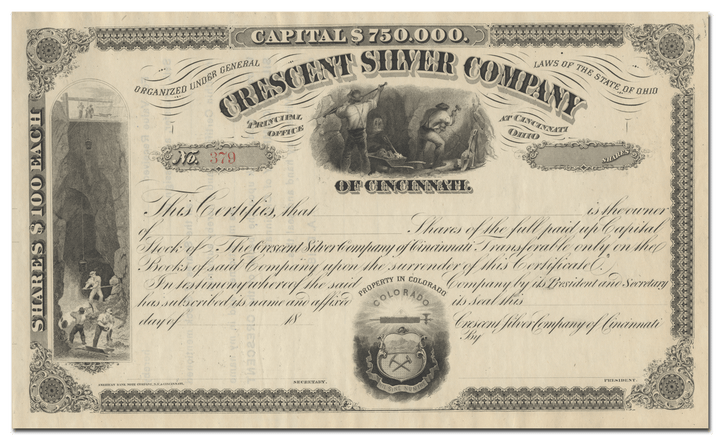 CAPITAL $750.000.
ORGANIZED UNDER GENERAL LAWS OF THE STATE OF OHIO
CRESCENT SILVER COMPANY
PRINCIPAL OFFICE AT CINCINNATI OHIO
OF CINCINNATI.
No. 379
SHARES
SHARES $100 EACH
This Certifies, that is the owner
of Shares of the full paid up Capital
Stock of The Crescent Silver Company of Cincinnati Transferable only on the
Books of said Company upon the surrender of this Certificate.
In testimony whereof the said Company by its President and Secretary
has subscribed its name and affixed its seal this
day of 18 Crescent Silver Company of Cincinnati
By
PROPERTY IN COLORADO
COLORADO
SECRETARY.
PRESIDENT.